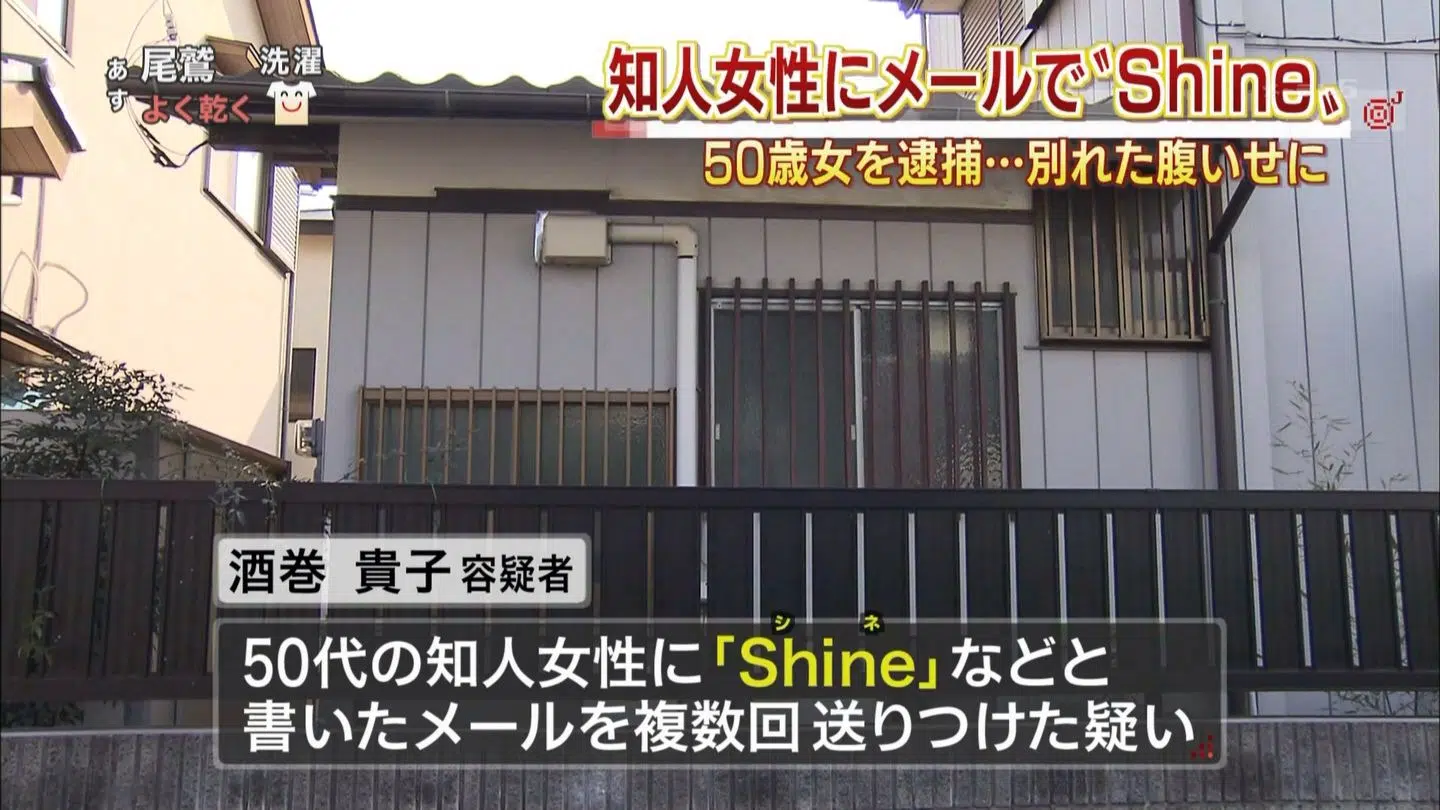 あす 尾鷲 洗濯
よく乾く
知人女性にメールで〝Shine〟
50歳女を逮捕…別れた腹いせに
酒巻 貴子容疑者
シ ネ
50代の知人女性に「Shine」などと
書いたメールを複数回 送りつけた疑い